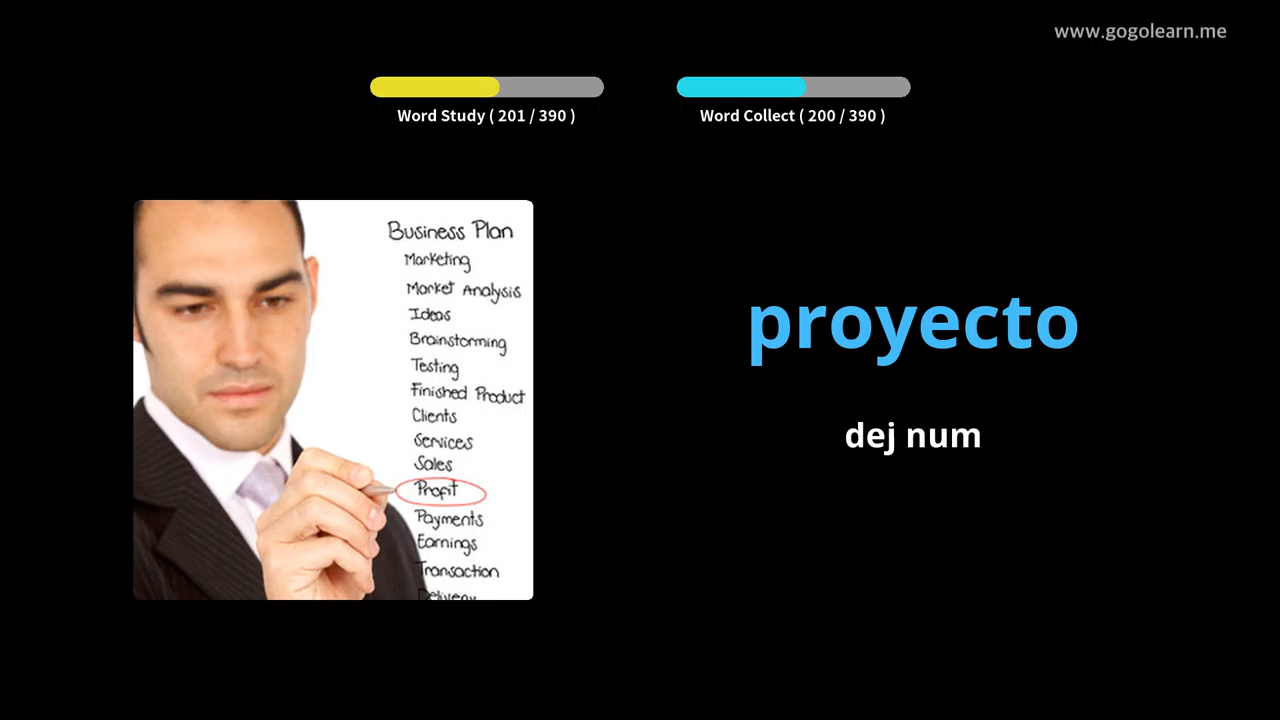 www.gogolearn.me
Word Study ( 201 / 390 )
Word Collect ( 200 / 390 )
Business Plan
Marketing
Market Analysis
Ideas
Brainstorming
Testing
Finished Product
Clients
Services
Sales
Profit
Payments
Earnings
Transaction
Delivery
proyecto
dej num